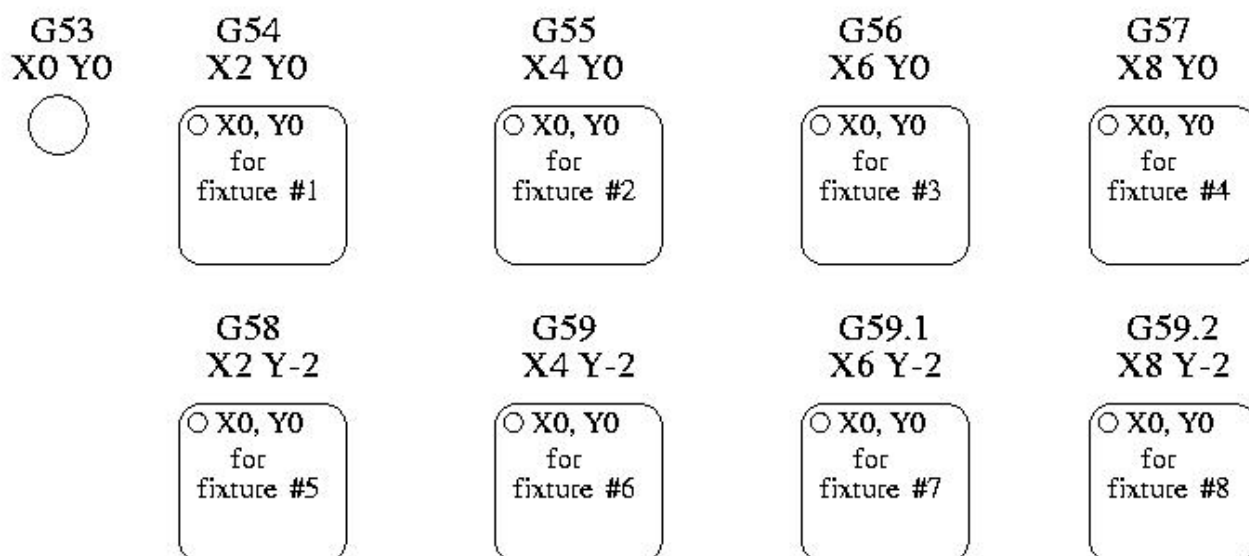 G53 G54 G55 G56 G57
X0 Y0 X2 Y0 X4 Y0 X6 Y0 X8 Y0
X0, Y0 X0, Y0 X0, Y0 X0, Y0
for for for for
fixture #1 fixture #2 fixture #3 fixture #4
G58 G59 G59.1 G59.2
X2 Y-2 X4 Y-2 X6 Y-2 X8 Y-2
X0, Y0 X0, Y0 X0, Y0 X0, Y0
for for for for
fixture #5 fixture #6 fixture #7 fixture #8